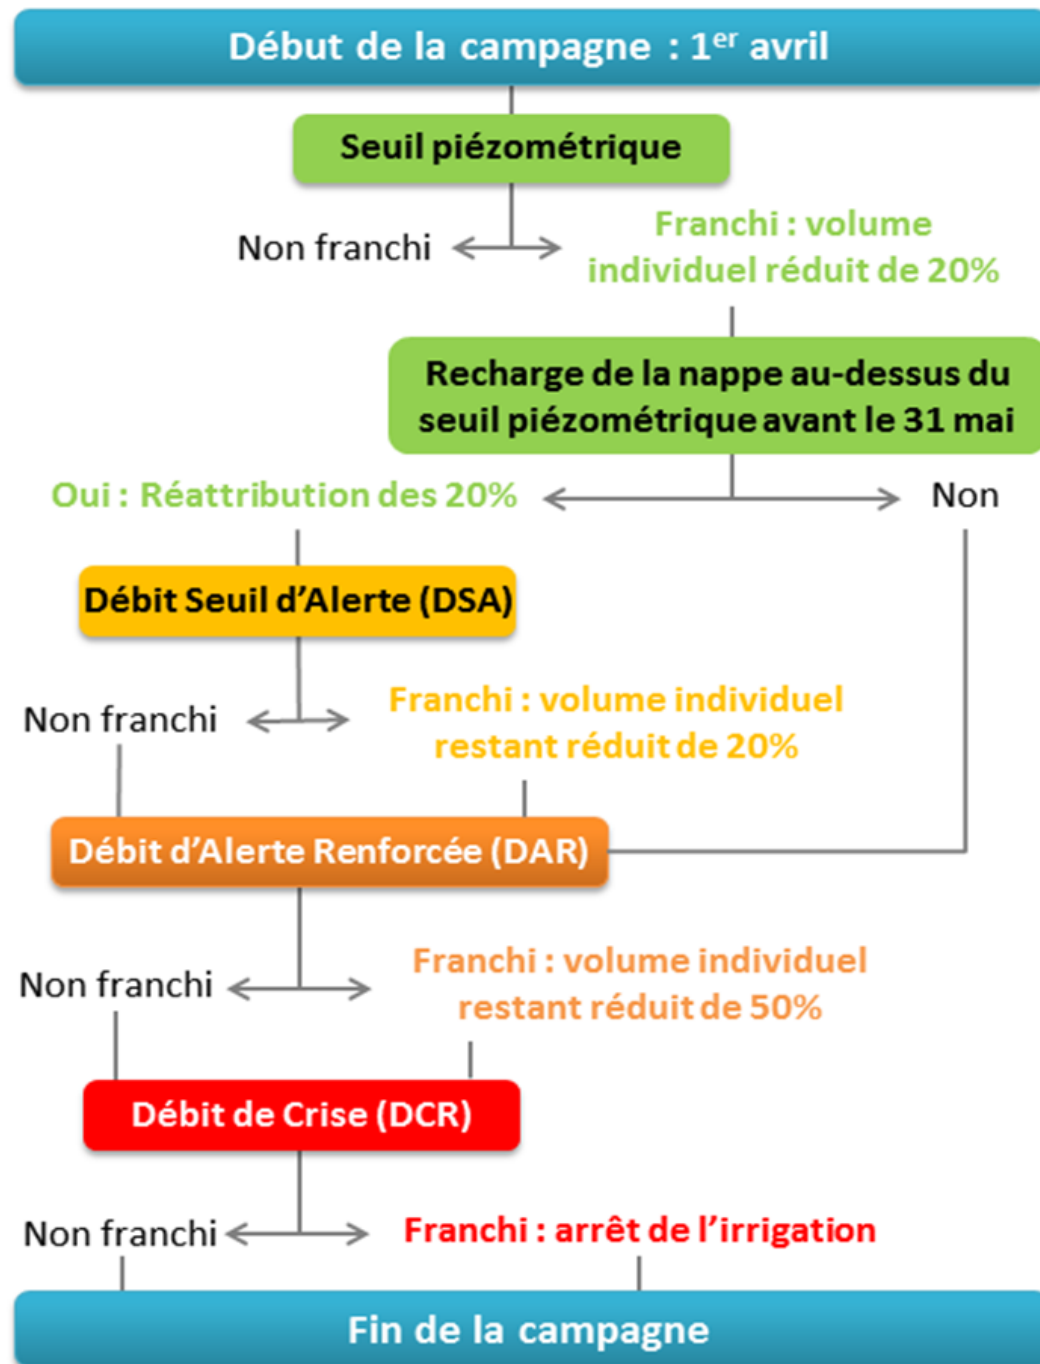 Début de la campagne : 1er avril
Seuil piézométrique
Non franchi
Franchi : volume
individuel réduit de 20%
Recharge de la nappe au-dessus du
seuil piézométrique avant le 31 mai
Oui : Réattribution des 20%
Non
Débit Seuil d’Alerte (DSA)
Non franchi
Franchi : volume individuel
restant réduit de 20%
Débit d’Alerte Renforcée (DAR)
Non franchi
Franchi : volume individuel
restant réduit de 50%
Débit de Crise (DCR)
Non franchi
Franchi : arrêt de l’irrigation
Fin de la campagne